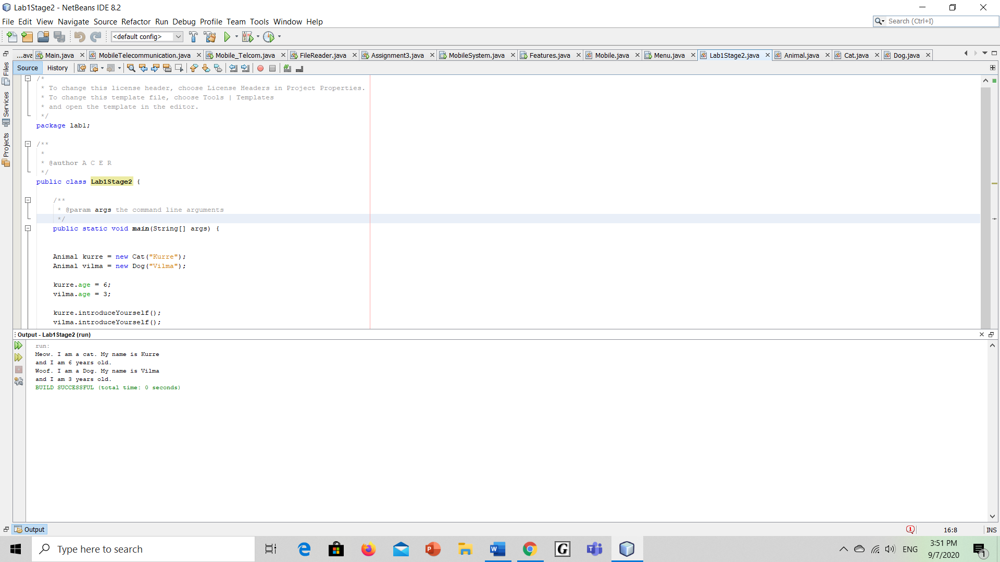 Lab1Stage2 - NetBeans IDE 8.2
File Edit View Navigate Source Refactor Run Debug Profile Team Tools Window Help
Search (Ctrl+I)
<default config>
...ava Main.java MobileTelecommunication.java Mobile_Telcom.java FileReader.java Assignment3.java MobileSystem.java Features.java Mobile.java Menu.java Lab1Stage2.java Animal.java Cat.java Dog.java
Source History
Files
Services
Projects
/*
* To change this license header, choose License Headers in Project Properties.
* To change this template file, choose Tools | Templates
* and open the template in the editor.
*/
package lab1;
/**
*
* @author A C E R
*/
public class Lab1Stage2 {
/**
* @param args the command line arguments
*/
public static void main(String[] args) {
Animal kurre = new Cat("Kurre");
Animal vilma = new Dog("Vilma");
kurre.age = 6;
vilma.age = 3;
kurre.introduceYourself();
vilma.introduceYourself();
Output - Lab1Stage2 (run)
run:
Meow. I am a cat. My name is Kurre
and I am 6 years old.
Woof. I am a Dog. My name is Vilma
and I am 3 years old.
BUILD SUCCESSFUL (total time: 0 seconds)
Output
1
16:8
INS
Type here to search
ENG
3:51 PM
9/7/2020
1